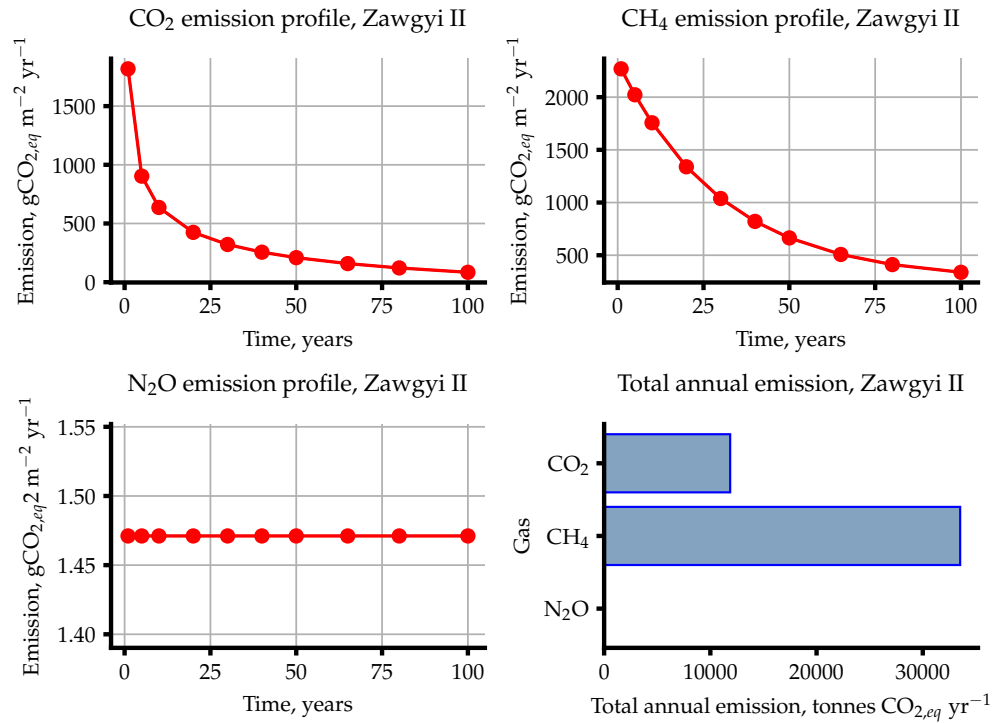 CO₂ emission profile, Zawgyi II
Emission, gCO₂,eq m⁻² yr⁻¹
1500
1000
500
0
0 25 50 75 100
Time, years
CH₄ emission profile, Zawgyi II
Emission, gCO₂,eq m⁻² yr⁻¹
2000
1500
1000
500
0 25 50 75 100
Time, years
N₂O emission profile, Zawgyi II
Emission, gCO₂,eq2 m⁻² yr⁻¹
1.55
1.50
1.45
1.40
0 25 50 75 100
Time, years
Total annual emission, Zawgyi II
Gas
CO₂
CH₄
N₂O
0 10000 20000 30000
Total annual emission, tonnes CO₂,eq yr⁻¹